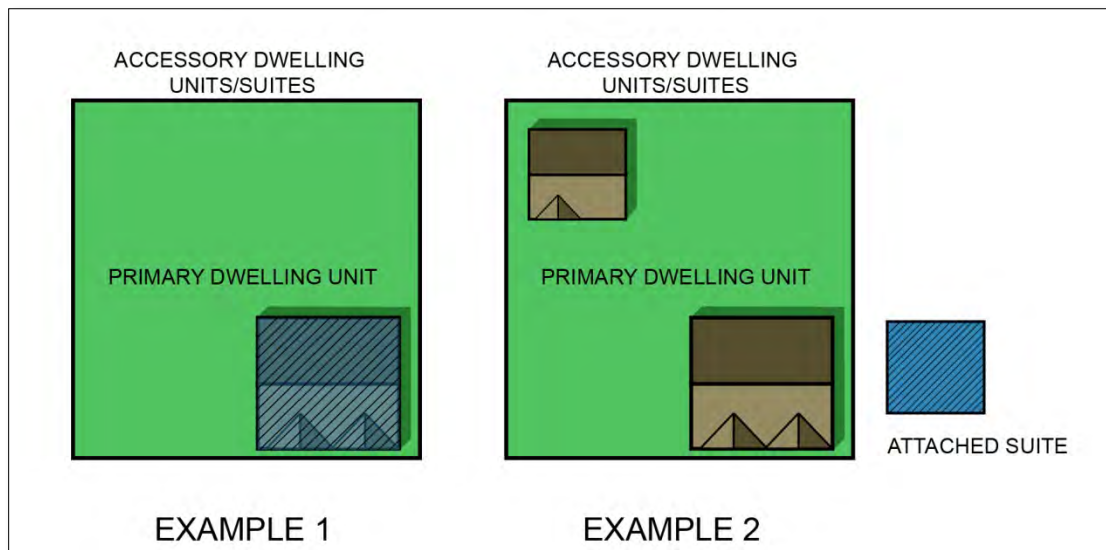 ACCESSORY DWELLING
UNITS/SUITES
PRIMARY DWELLING UNIT
EXAMPLE 1
ACCESSORY DWELLING
UNITS/SUITES
PRIMARY DWELLING UNIT
EXAMPLE 2
ATTACHED SUITE